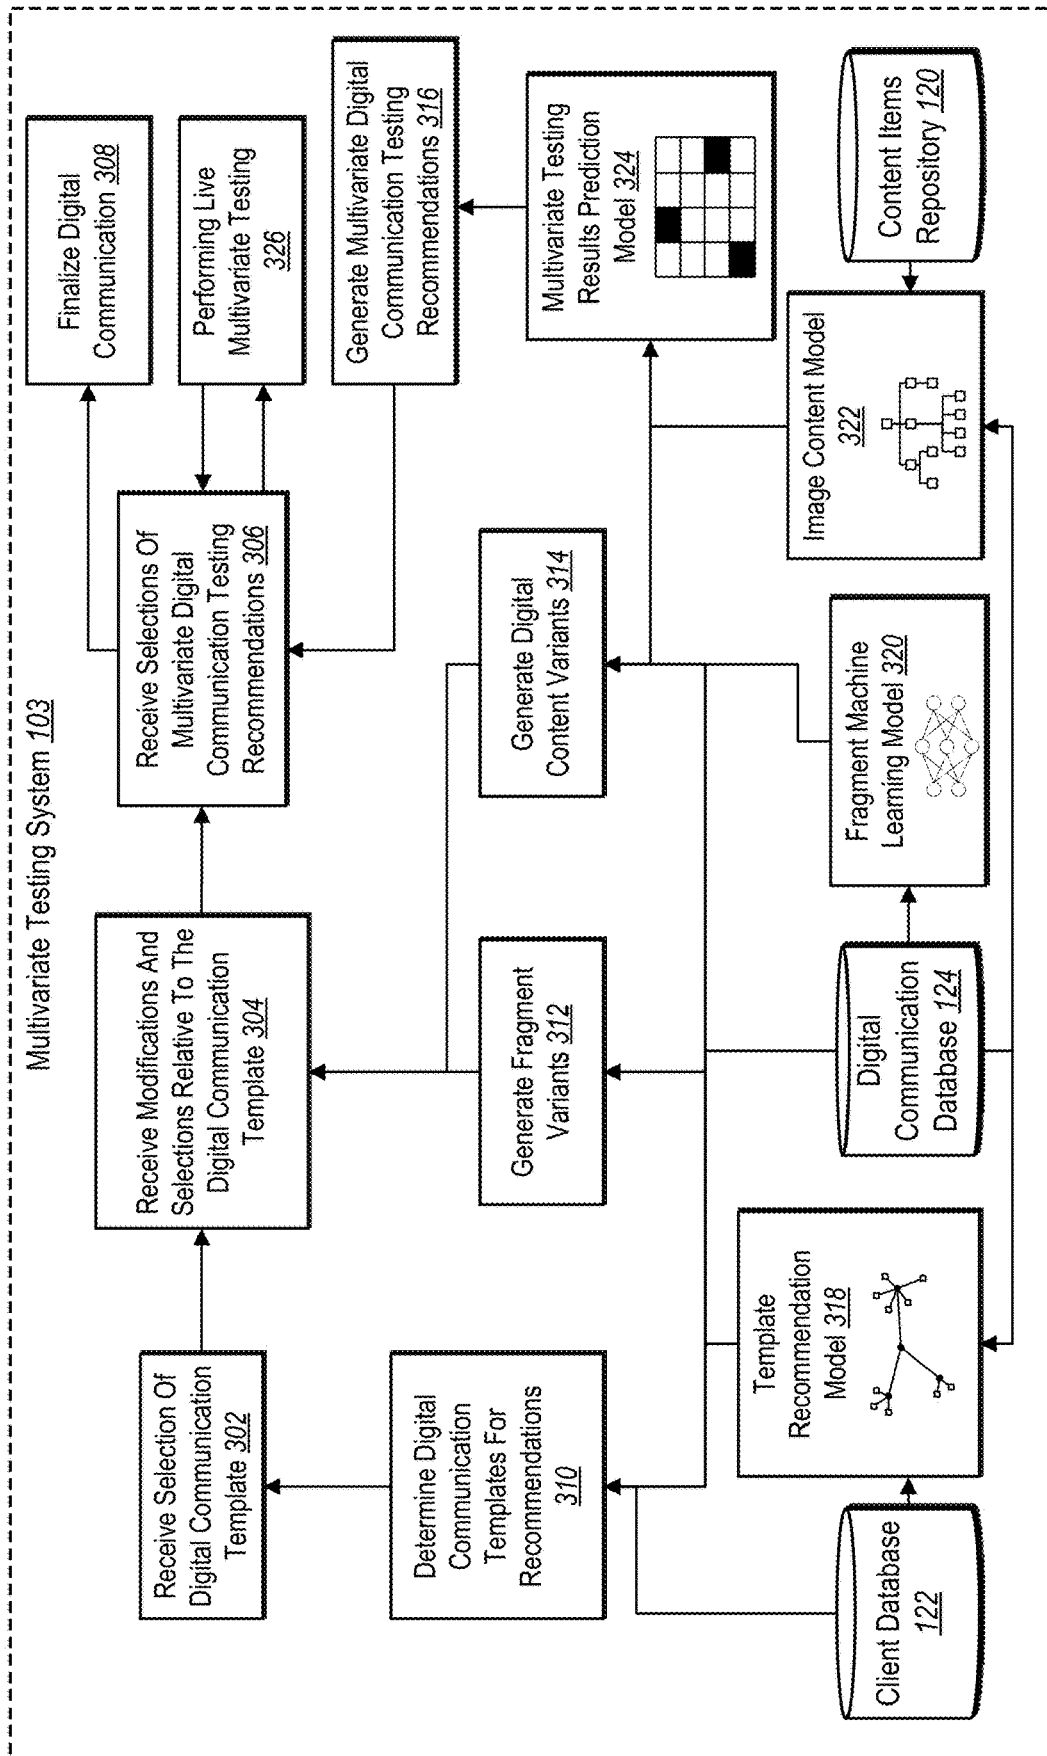 Multivariate Testing System 103
Receive Selection Of
Digital Communication
Template 302
Receive Modifications And
Selections Relative To The
Digital Communication
Template 304
Receive Selections Of
Multivariate Digital
Communication Testing
Recommendations 306
Finalize Digital
Communication 308
Performing Live
Multivariate Testing
326
Determine Digital
Communication
Templates For
Recommendations
310
Generate Fragment
Variants 312
Generate Digital
Content Variants 314
Generate Multivariate Digital
Communication Testing
Recommendations 316
Multivariate Testing
Results Prediction
Model 324
Client Database
122
Template
Recommendation
Model 318
Digital
Communication
Database 124
Fragment Machine
Learning Model 320
Image Content Model
322
Content Items
Repository 120